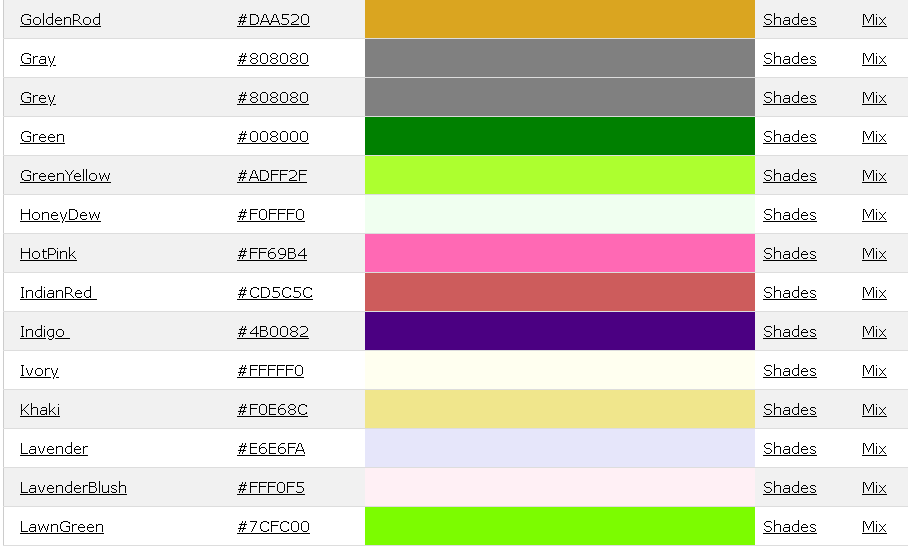 GoldenRod #DAA520 Shades Mix
Gray #808080 Shades Mix
Grey #808080 Shades Mix
Green #008000 Shades Mix
GreenYellow #ADFF2F Shades Mix
HoneyDew #F0FFF0 Shades Mix
HotPink #FF69B4 Shades Mix
IndianRed #CD5C5C Shades Mix
Indigo #4B0082 Shades Mix
Ivory #FFFFF0 Shades Mix
Khaki #F0E68C Shades Mix
Lavender #E6E6FA Shades Mix
LavenderBlush #FFF0F5 Shades Mix
LawnGreen #7CFC00 Shades Mix